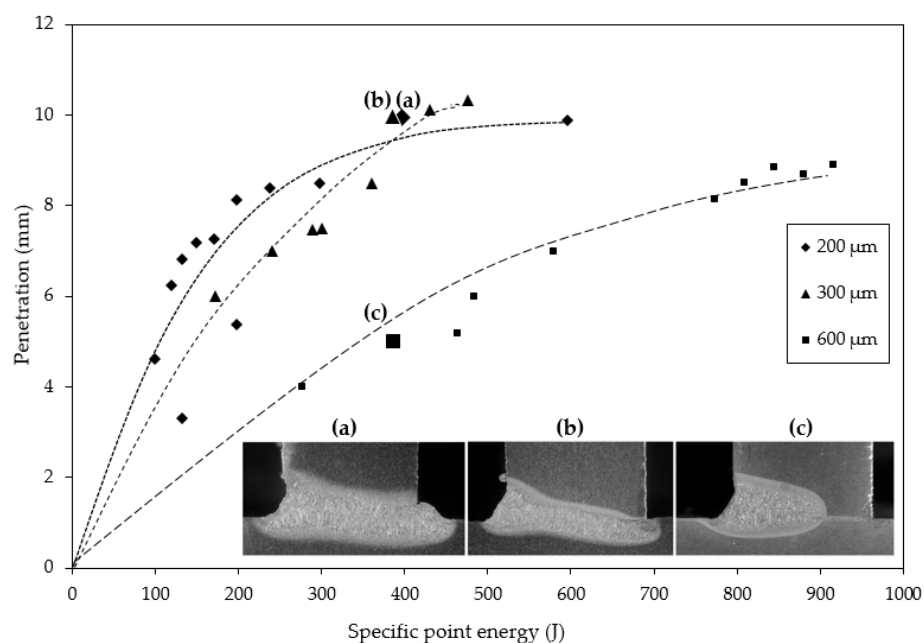 12
10
8
6
4
2
0
Penetration (mm)
(b) (a)
(c)
200 µm
300 µm
600 µm
(a) (b) (c)
0 100 200 300 400 500 600 700 800 900 1000
Specific point energy (J)